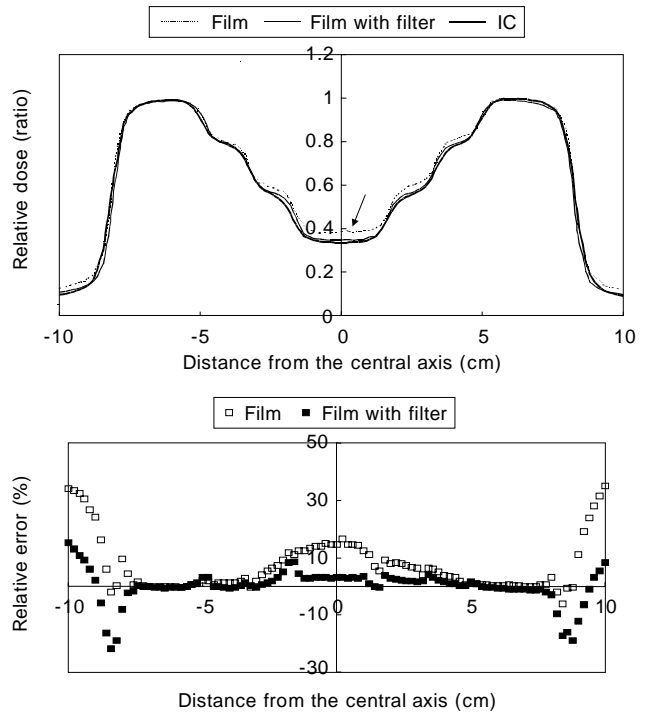 Film Film with filter IC
Relative dose (ratio)
1.2
1
0.8
0.6
0.4
0.2
0
-10 -5 0 5 10
Distance from the central axis (cm)
Film Film with filter
Relative error (%)
50
30
10
-10
-30
-10 -5 0 5 10
Distance from the central axis (cm)